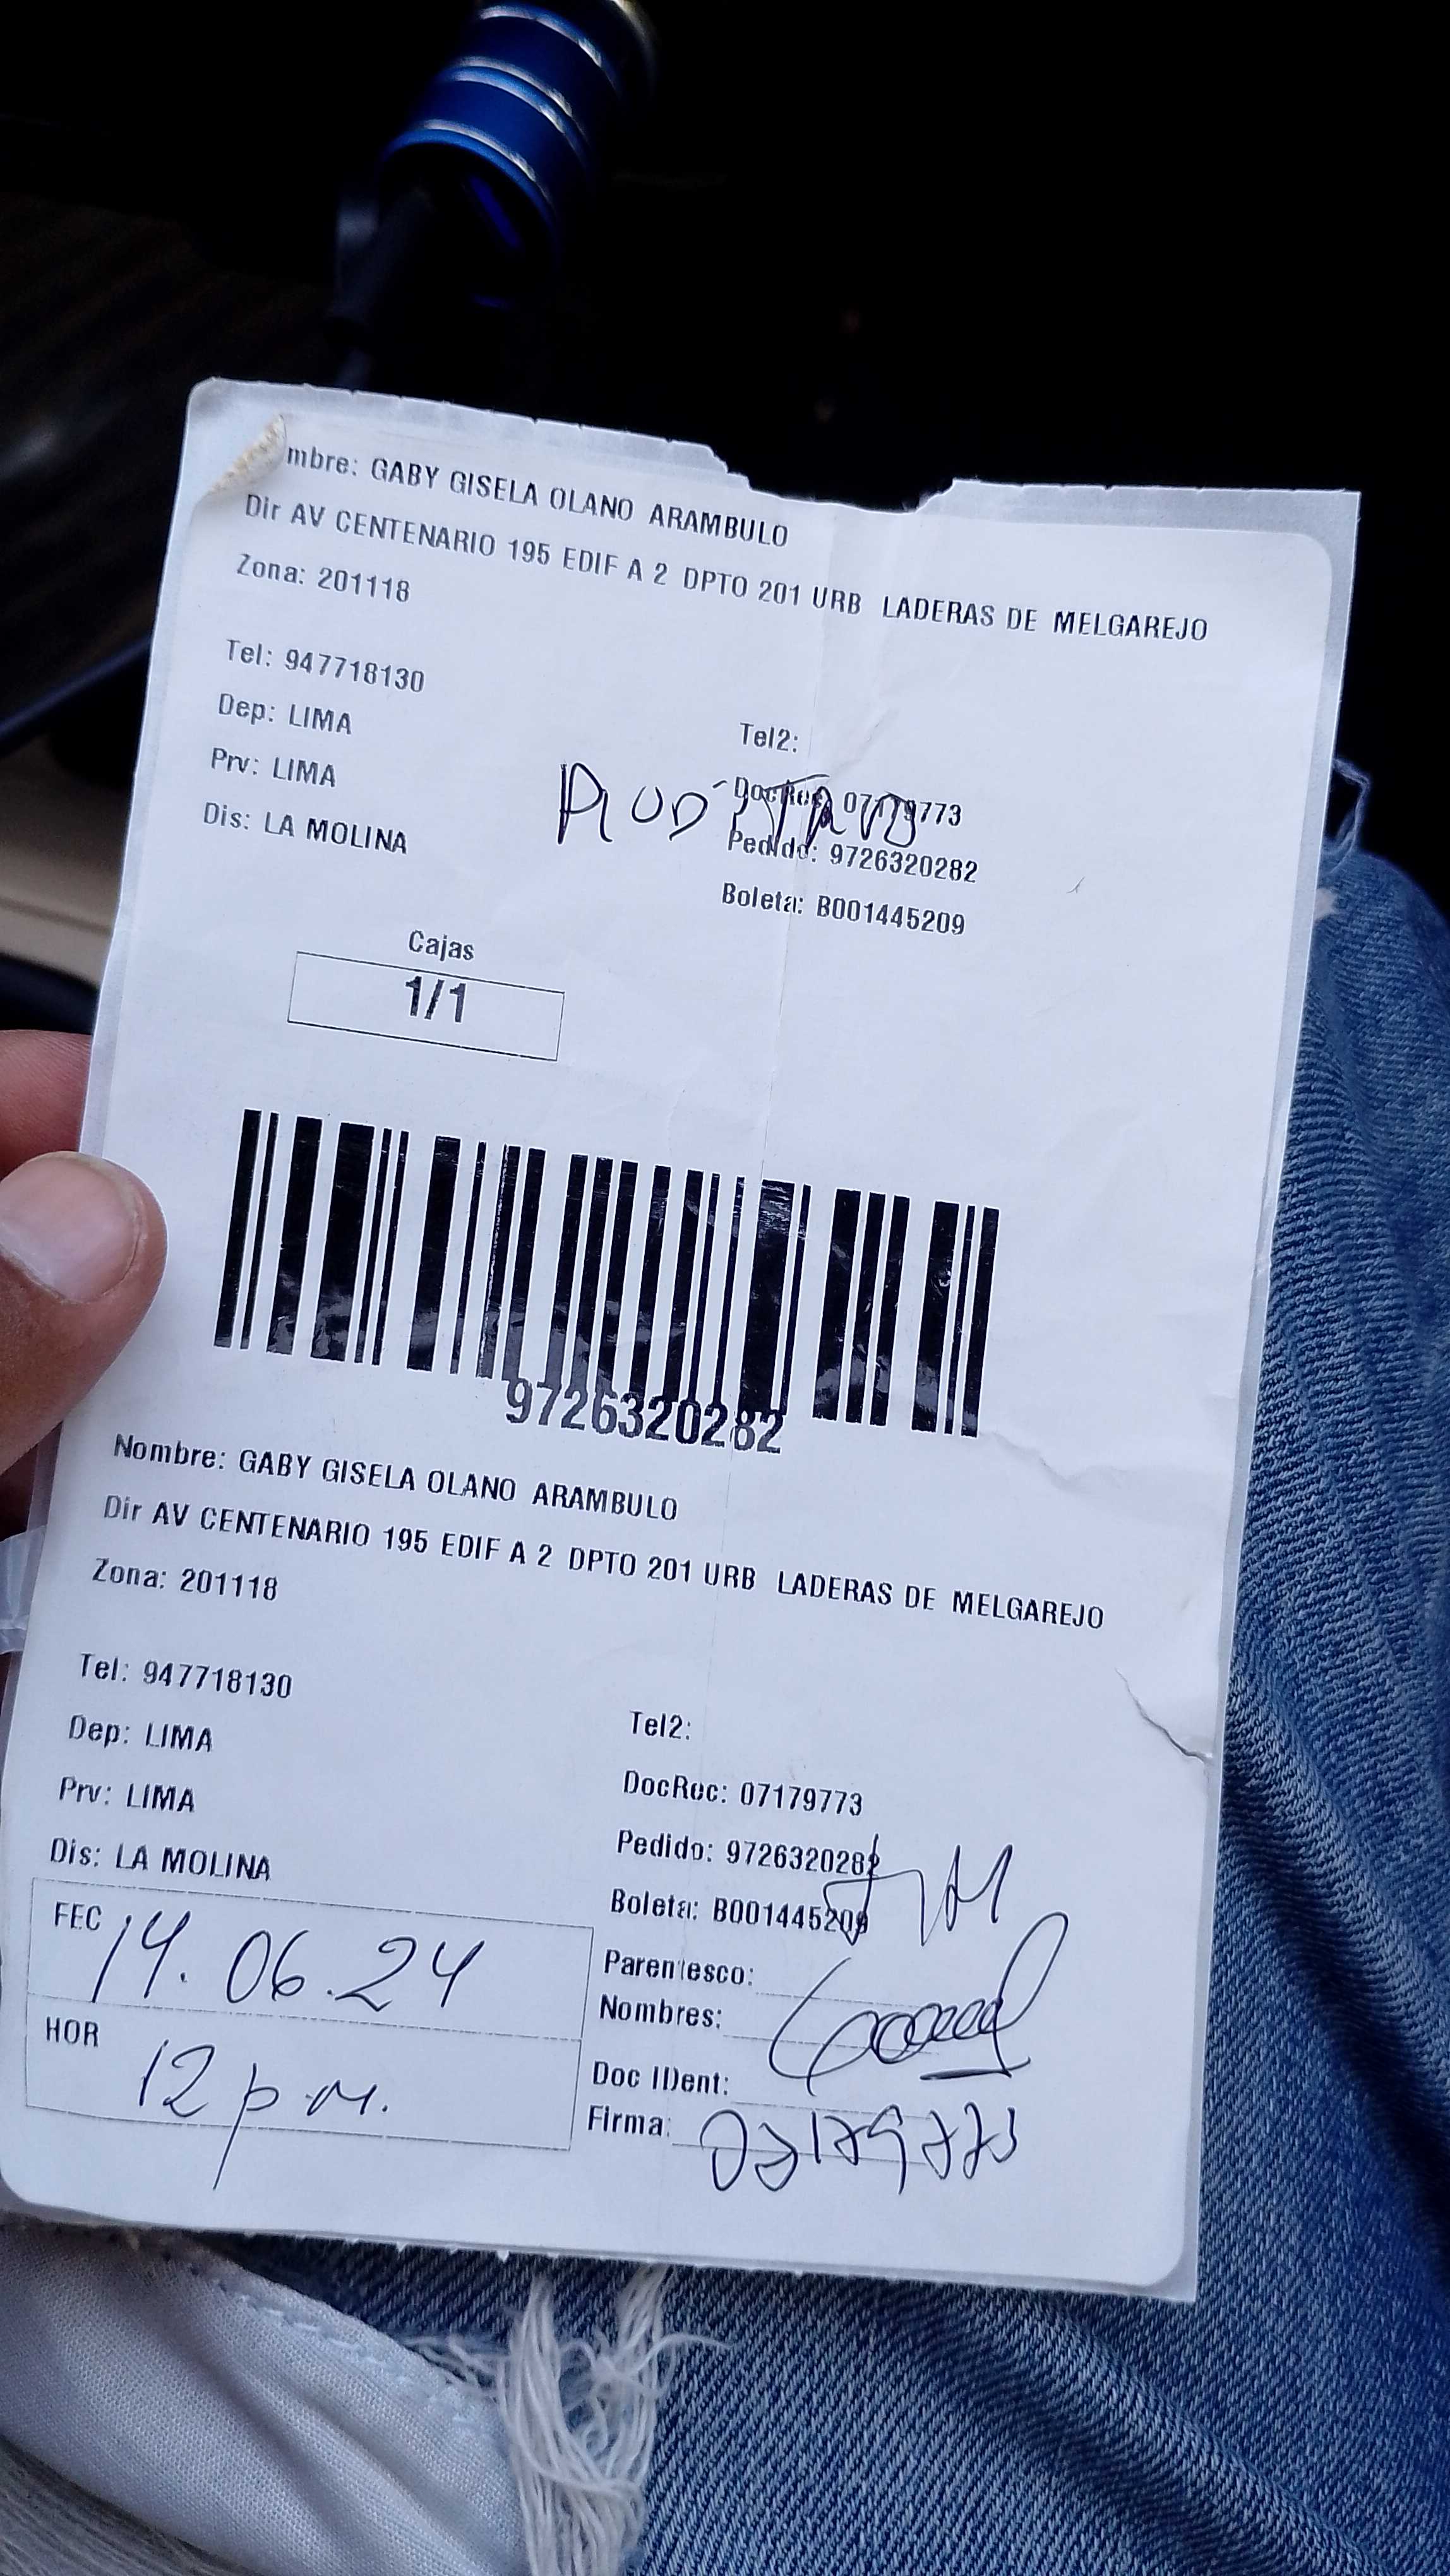 mbre: GABY GISELA OLANO ARAMBULO
Dir AV CENTENARIO 195 EDIF A 2 DPTO 201 URB LADERAS DE MELGAREJO
Zona: 201118
Tel: 947718130
Tel2:
Dep: LIMA
DocRec: 07179773
Prv: LIMA
Pedido: 9726320282
Dis: LA MOLINA
Boleta: B001445209
Cajas
1/1
9726320282
Nombre: GABY GISELA OLANO ARAMBULO
Dir AV CENTENARIO 195 EDIF A 2 DPTO 201 URB LADERAS DE MELGAREJO
Zona: 201118
Tel: 947718130
Tel2:
Dep: LIMA
DocRec: 07179773
Prv: LIMA
Pedido: 9726320282
Dis: LA MOLINA
Boleta: B001445209
FEC 14.06.24
Parentesco:
Nombres:
HOR 12 p.m.
Doc IDent:
Firma: 07179773